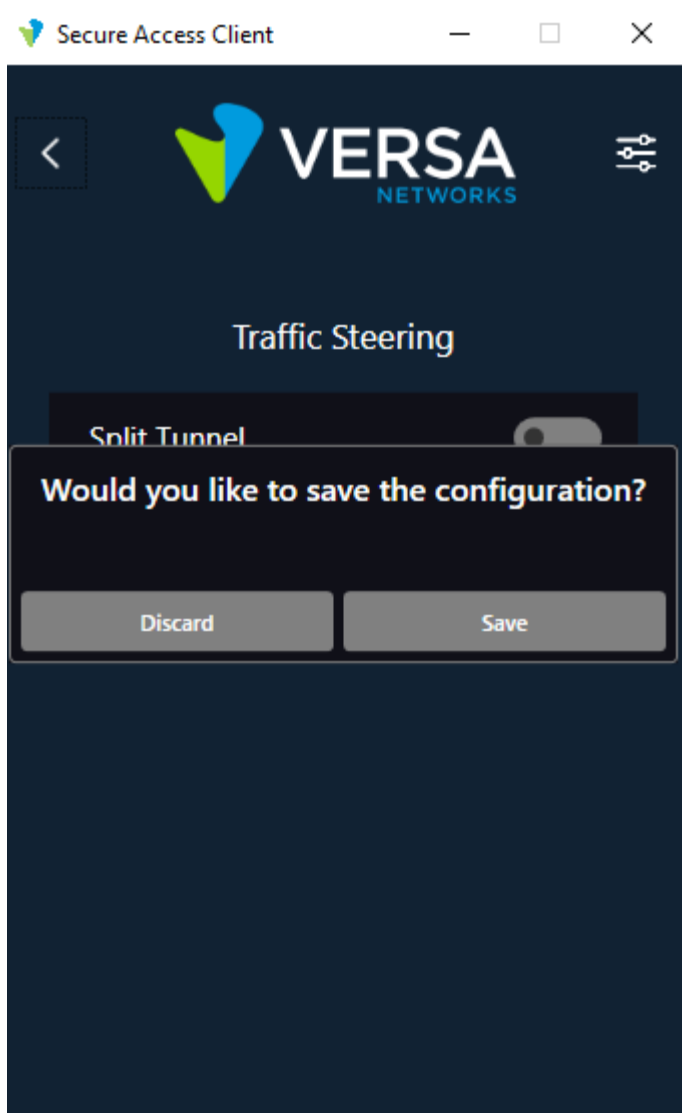 Secure Access Client
VERSA
NETWORKS
Traffic Steering
Split Tunnel
Would you like to save the configuration?
Discard
Save